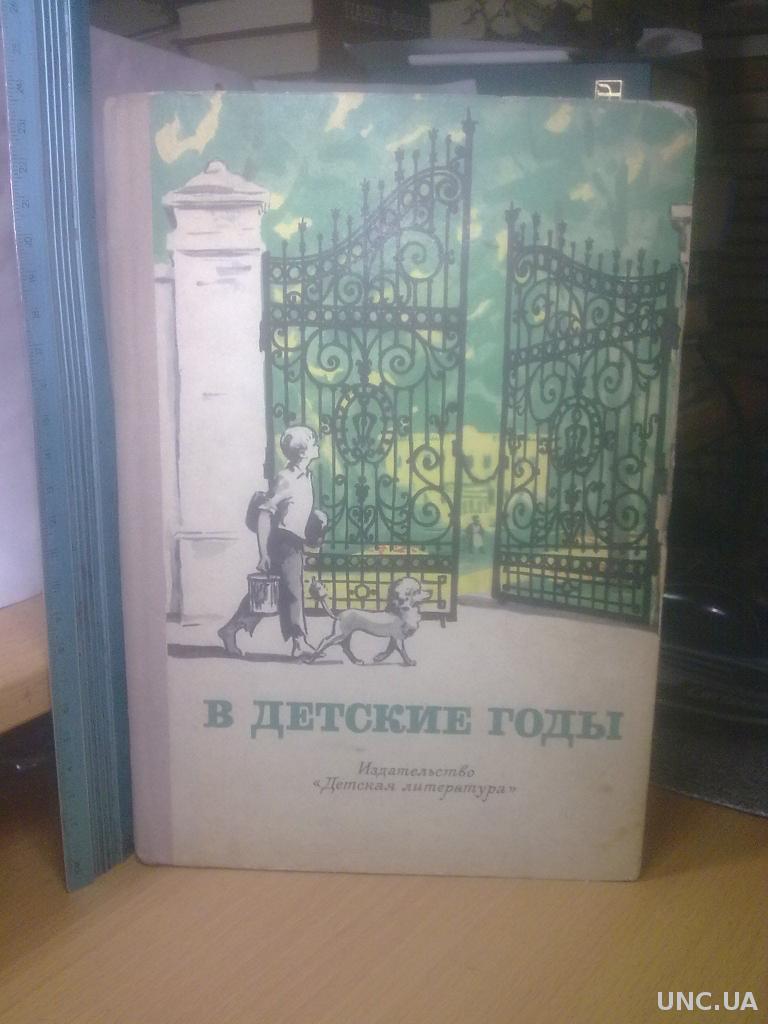 В ДЕТСКИЕ ГОДЫ
Издательство
«Детская литература»
UNC.UA